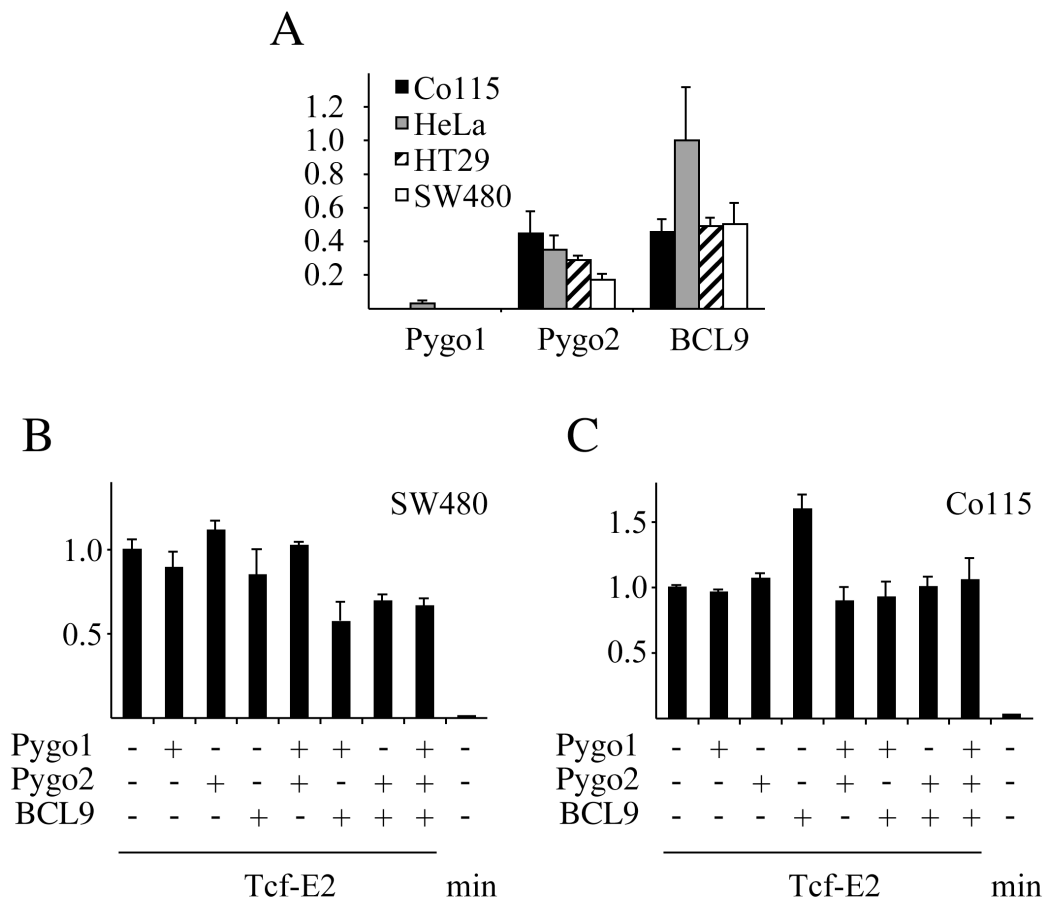 A
Co115
HeLa
HT29
SW480
1.2
1.0
0.8
0.6
0.4
0.2
Pygo1 Pygo2 BCL9
B
SW480
1.0
0.5
Pygo1 - + - - + + - + -
Pygo2 - - + - + - + + -
BCL9 - - - + - + + + -
Tcf-E2 min
C
Co115
1.5
1.0
0.5
Pygo1 - + - - + + - + -
Pygo2 - - + - + - + + -
BCL9 - - - + - + + + -
Tcf-E2 min